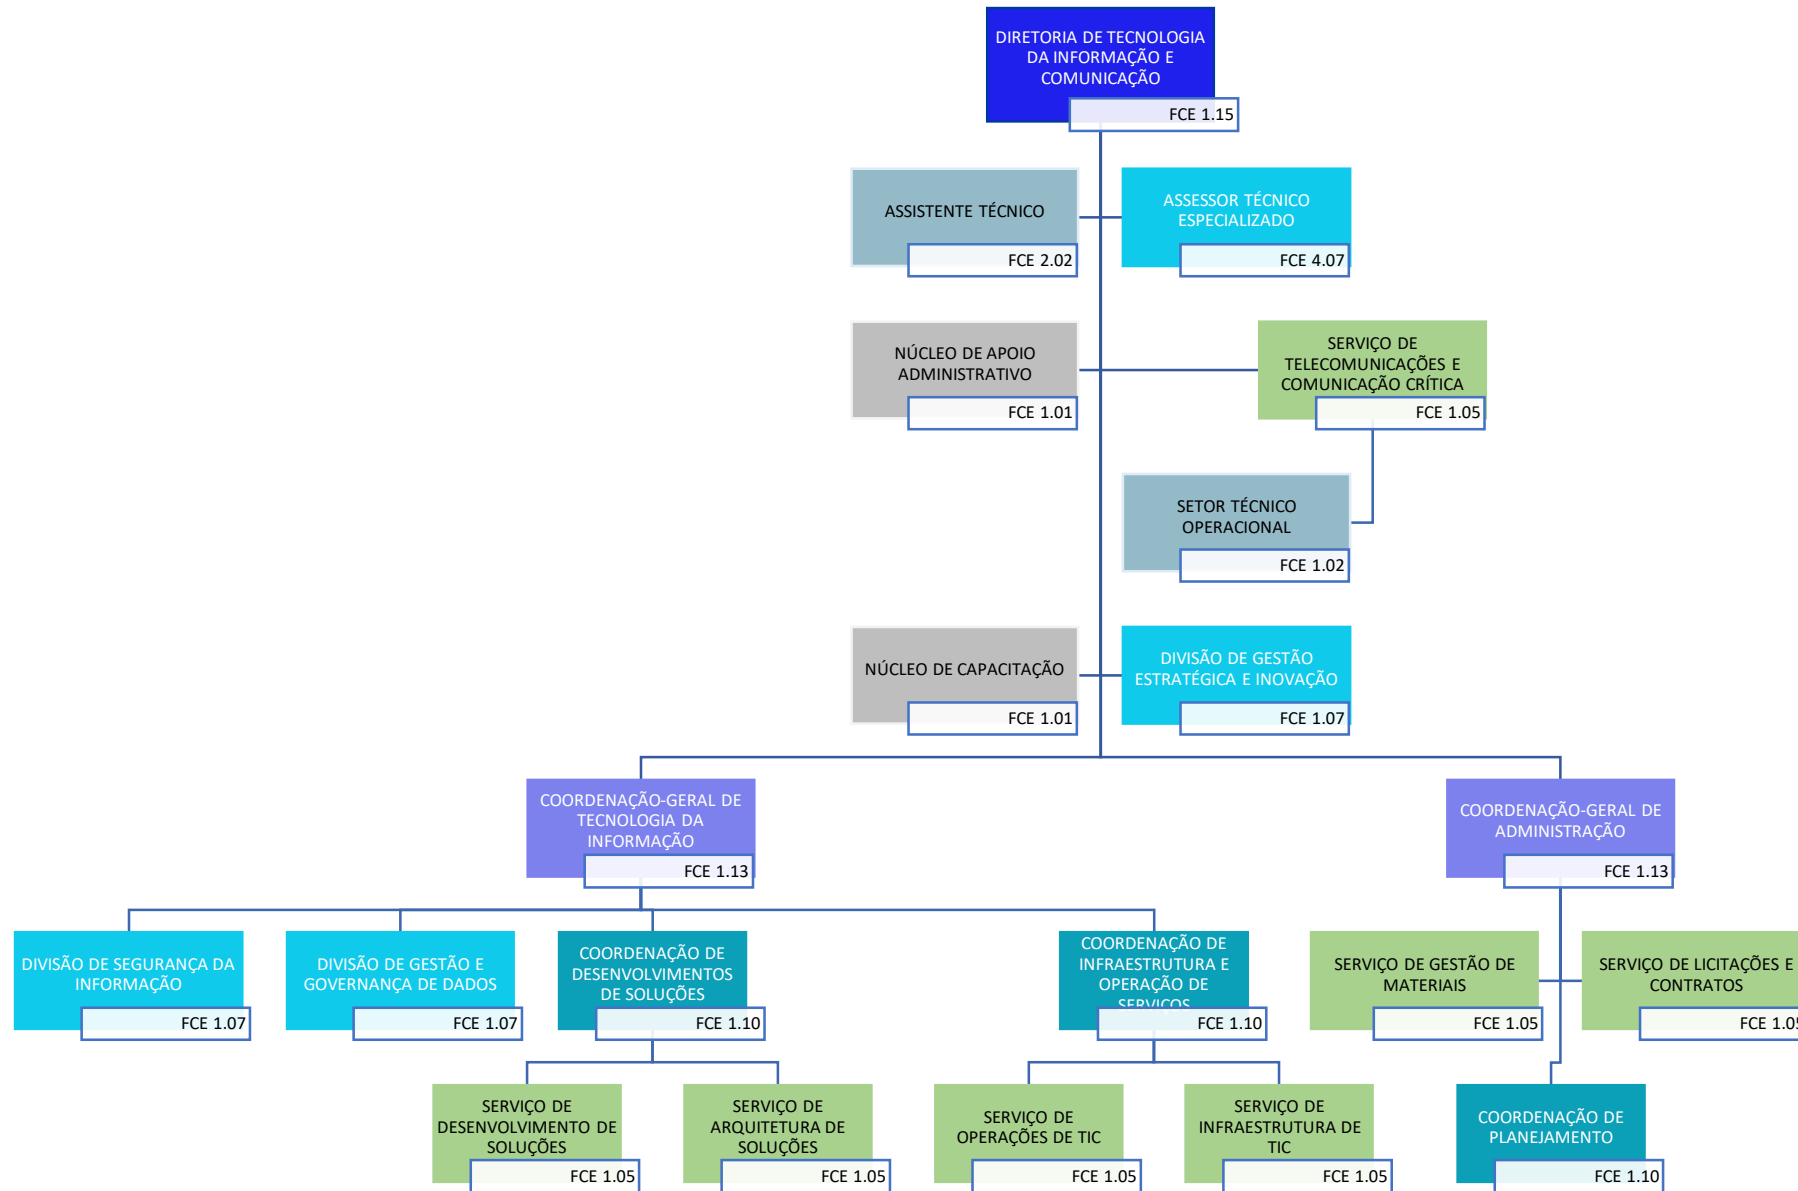 DIRETORIA DE TECNOLOGIA
DA INFORMAÇÃO E
COMUNICAÇÃO
FCE 1.15
ASSISTENTE TÉCNICO
FCE 2.02
ASSESSOR TÉCNICO
ESPECIALIZADO
FCE 4.07
NÚCLEO DE APOIO
ADMINISTRATIVO
FCE 1.01
SERVIÇO DE
TELECOMUNICAÇÕES E
COMUNICAÇÃO CRÍTICA
FCE 1.05
SETOR TÉCNICO
OPERACIONAL
FCE 1.02
NÚCLEO DE CAPACITAÇÃO
FCE 1.01
DIVISÃO DE GESTÃO
ESTRATÉGICA E INOVAÇÃO
FCE 1.07
COORDENAÇÃO-GERAL DE
TECNOLOGIA DA
INFORMAÇÃO
FCE 1.13
COORDENAÇÃO-GERAL DE
ADMINISTRAÇÃO
FCE 1.13
DIVISÃO DE SEGURANÇA DA
INFORMAÇÃO
FCE 1.07
DIVISÃO DE GESTÃO E
GOVERNANÇA DE DADOS
FCE 1.07
COORDENAÇÃO DE
DESENVOLVIMENTOS
DE SOLUÇÕES
FCE 1.10
COORDENAÇÃO DE
INFRAESTRUTURA E
OPERAÇÃO DE
SERVIÇOS
FCE 1.10
SERVIÇO DE GESTÃO DE
MATERIAIS
FCE 1.05
SERVIÇO DE LICITAÇÕES E
CONTRATOS
FCE 1.05
SERVIÇO DE
DESENVOLVIMENTO DE
SOLUÇÕES
FCE 1.05
SERVIÇO DE
ARQUITETURA DE
SOLUÇÕES
FCE 1.05
SERVIÇO DE
OPERAÇÕES DE TIC
FCE 1.05
SERVIÇO DE
INFRAESTRUTURA DE
TIC
FCE 1.05
COORDENAÇÃO DE
PLANEJAMENTO
FCE 1.10